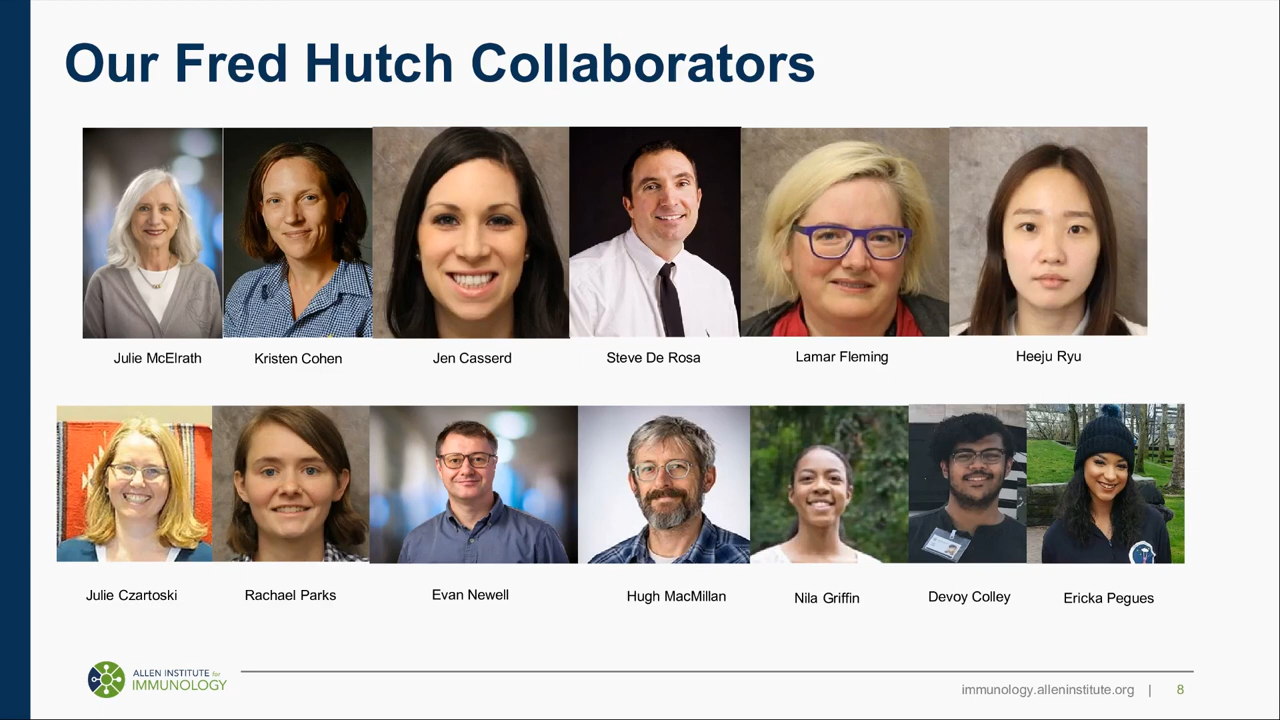 Our Fred Hutch Collaborators
Julie McElrath
Kristen Cohen
Jen Casserd
Steve De Rosa
Lamar Fleming
Heeju Ryu
Julie Czartoski
Rachael Parks
Evan Newell
Hugh MacMillan
Nila Griffin
Devoy Colley
Ericka Pegues
ALLEN INSTITUTE for
IMMUNOLOGY
immunology.alleninstitute.org | 8